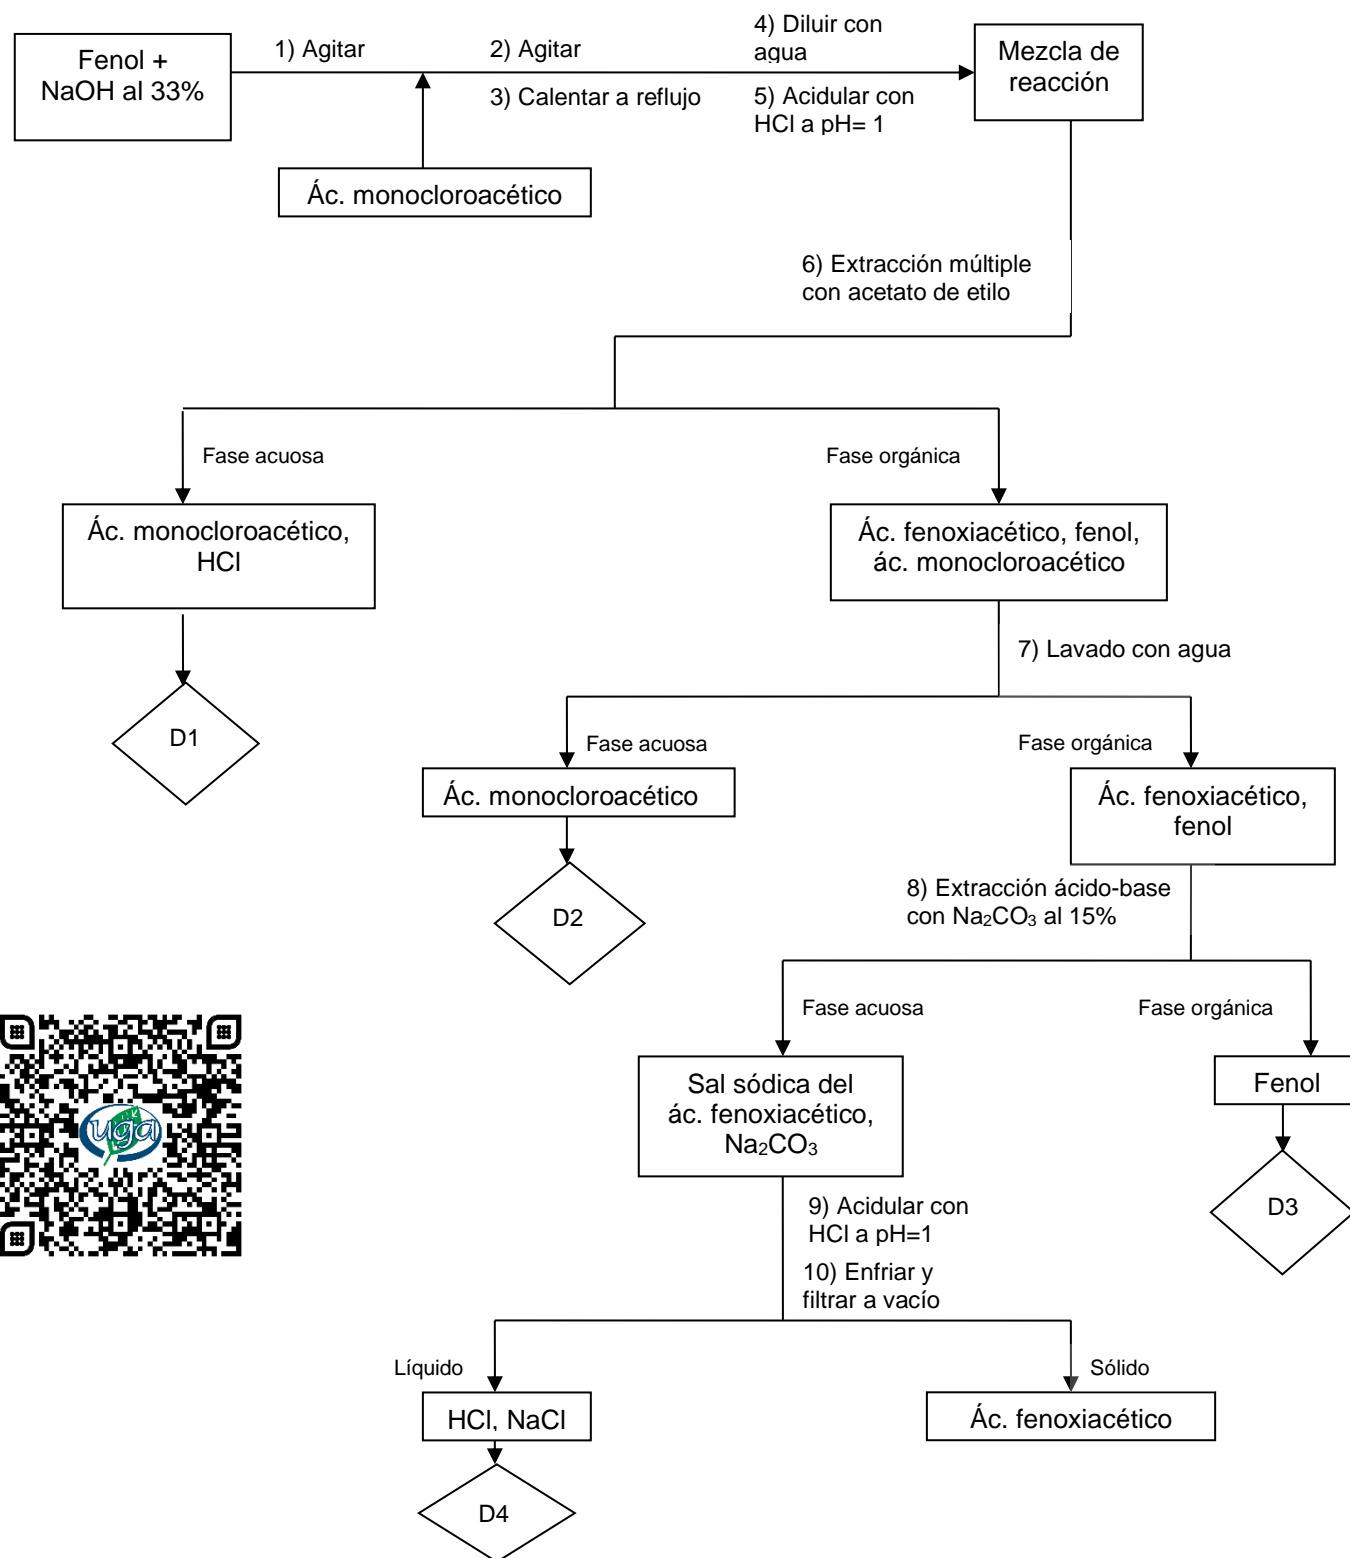 Fenol +
NaOH al 33%
1) Agitar
2) Agitar
3) Calentar a reflujo
4) Diluir con
agua
5) Acidular con
HCl a pH= 1
Mezcla de
reacción
Ác. monocloroacético
6) Extracción múltiple
con acetato de etilo
Fase acuosa
Fase orgánica
Ác. monocloroacético,
HCl
Ác. fenoxiacético, fenol,
ác. monocloroacético
7) Lavado con agua
D1
Fase acuosa
Fase orgánica
Ác. monocloroacético
Ác. fenoxiacético,
fenol
8) Extracción ácido-base
con Na₂CO₃ al 15%
D2
Fase acuosa
Fase orgánica
Sal sódica del
ác. fenoxiacético,
Na₂CO₃
Fenol
uga
9) Acidular con
HCl a pH=1
D3
10) Enfriar y
filtrar a vacío
Líquido
Sólido
HCl, NaCl
Ác. fenoxiacético
D4